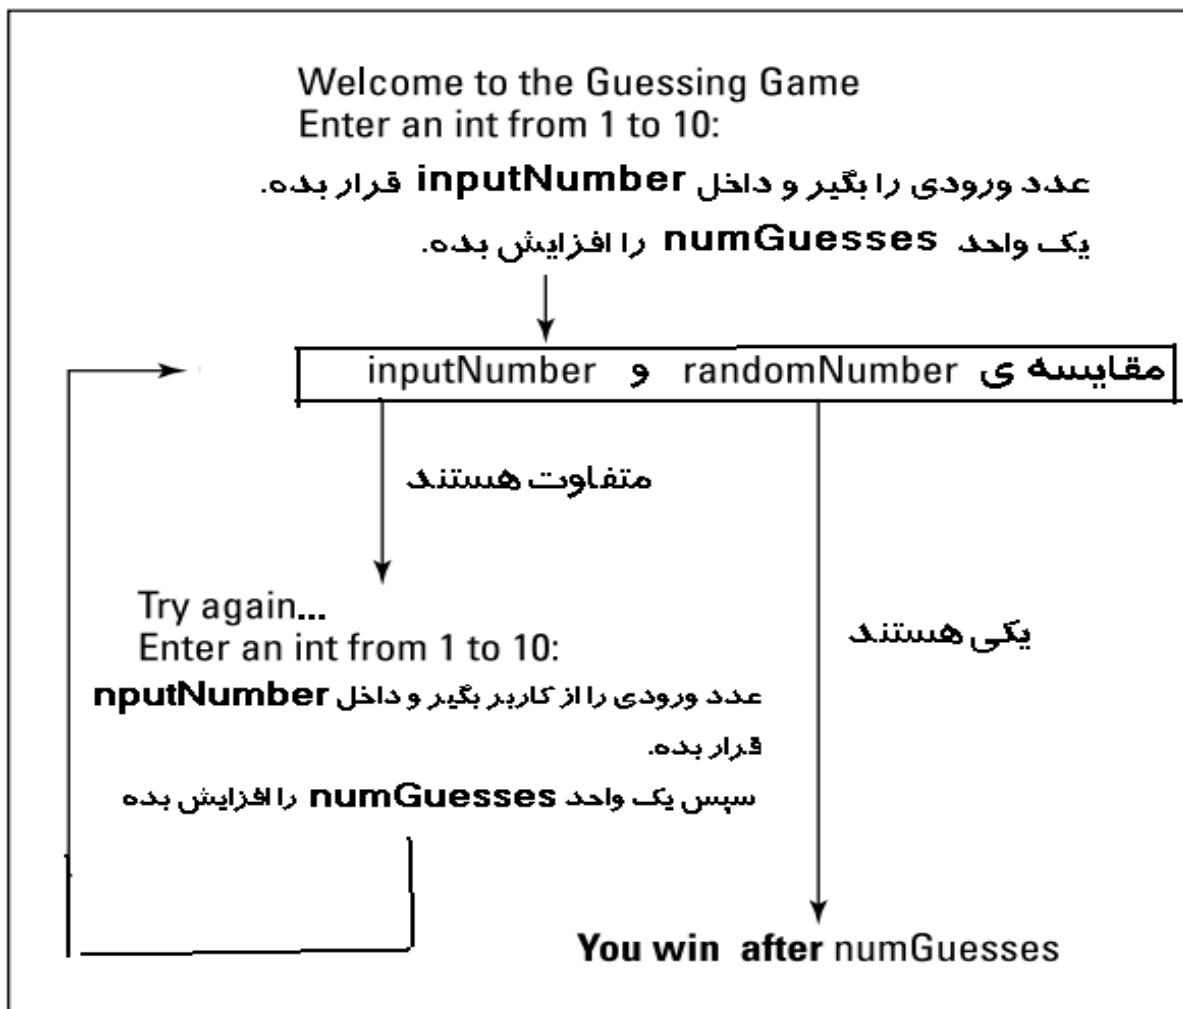 Welcome to the Guessing Game
Enter an int from 1 to 10:
عدد ورودی را بگیر و داخل inputNumber قرار بده.
یک واحد numGuesses را افزایش بده.
مقایسه ی randomNumber و inputNumber
متفاوت هستند
Try again...
Enter an int from 1 to 10:
یکی هستند
عدد ورودی را از کاربر بگیر و داخل nputNumber
قرار بده.
سپس یک واحد numGuesses را افزایش بده
You win after numGuesses